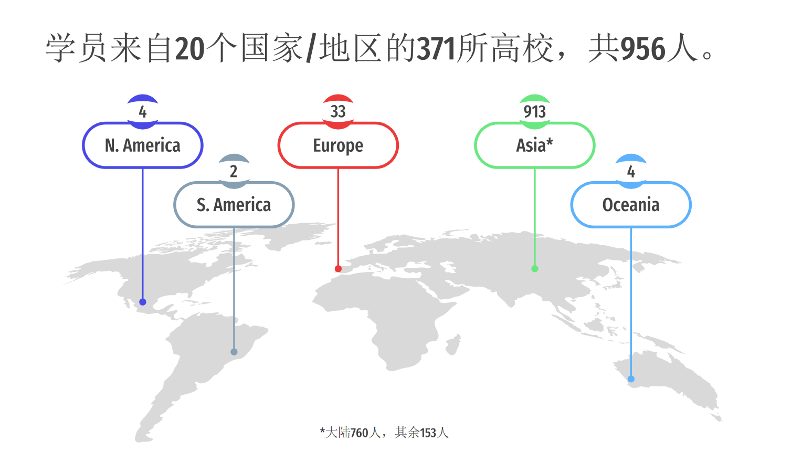 学员来自20个国家/地区的371所高校，共956人。
4
N. America
2
S. America
33
Europe
913
Asia*
4
Oceania
*大陆760人，其余153人